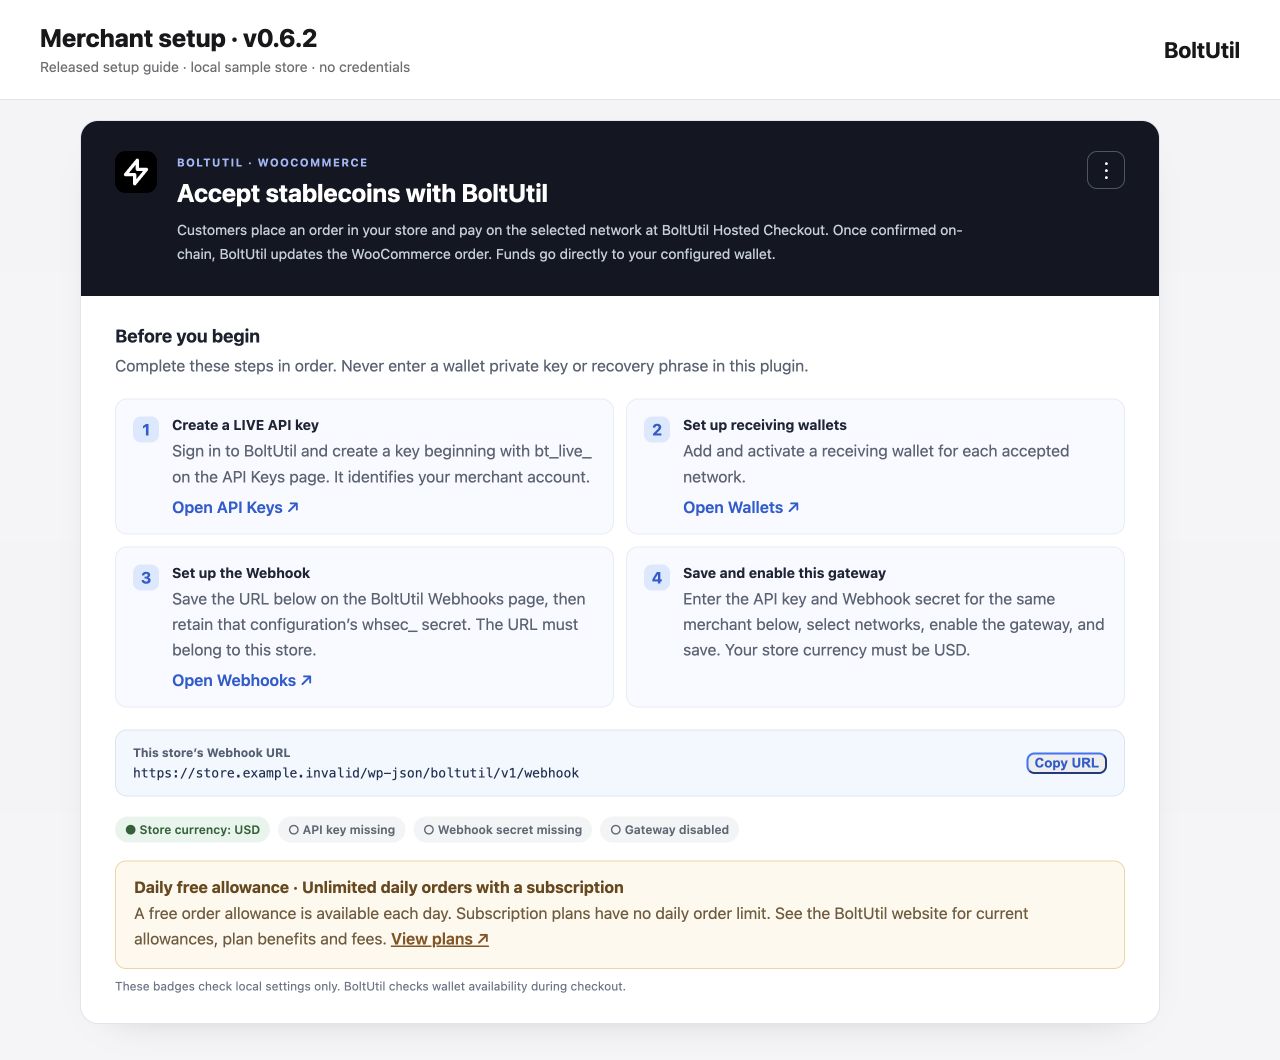 Merchant setup · v0.6.2
Released setup guide · local sample store · no credentials
BoltUtil
BOLTUTIL · WOOCOMMERCE
Accept stablecoins with BoltUtil
Customers place an order in your store and pay on the selected network at BoltUtil Hosted Checkout. Once confirmed on-
chain, BoltUtil updates the WooCommerce order. Funds go directly to your configured wallet.
Before you begin
Complete these steps in order. Never enter a wallet private key or recovery phrase in this plugin.
1
Create a LIVE API key
Sign in to BoltUtil and create a key beginning with bt_live_
on the API Keys page. It identifies your merchant account.
Open API Keys ↗
2
Set up receiving wallets
Add and activate a receiving wallet for each accepted
network.
Open Wallets ↗
3
Set up the Webhook
Save the URL below on the BoltUtil Webhooks page, then
retain that configuration's whsec_ secret. The URL must
belong to this store.
Open Webhooks ↗
4
Save and enable this gateway
Enter the API key and Webhook secret for the same
merchant below, select networks, enable the gateway, and
save. Your store currency must be USD.
This store's Webhook URL
https://store.example.invalid/wp-json/boltutil/v1/webhook
Copy URL
● Store currency: USD
○ API key missing
○ Webhook secret missing
○ Gateway disabled
Daily free allowance · Unlimited daily orders with a subscription
A free order allowance is available each day. Subscription plans have no daily order limit. See the BoltUtil website for current
allowances, plan benefits and fees. View plans ↗
These badges check local settings only. BoltUtil checks wallet availability during checkout.